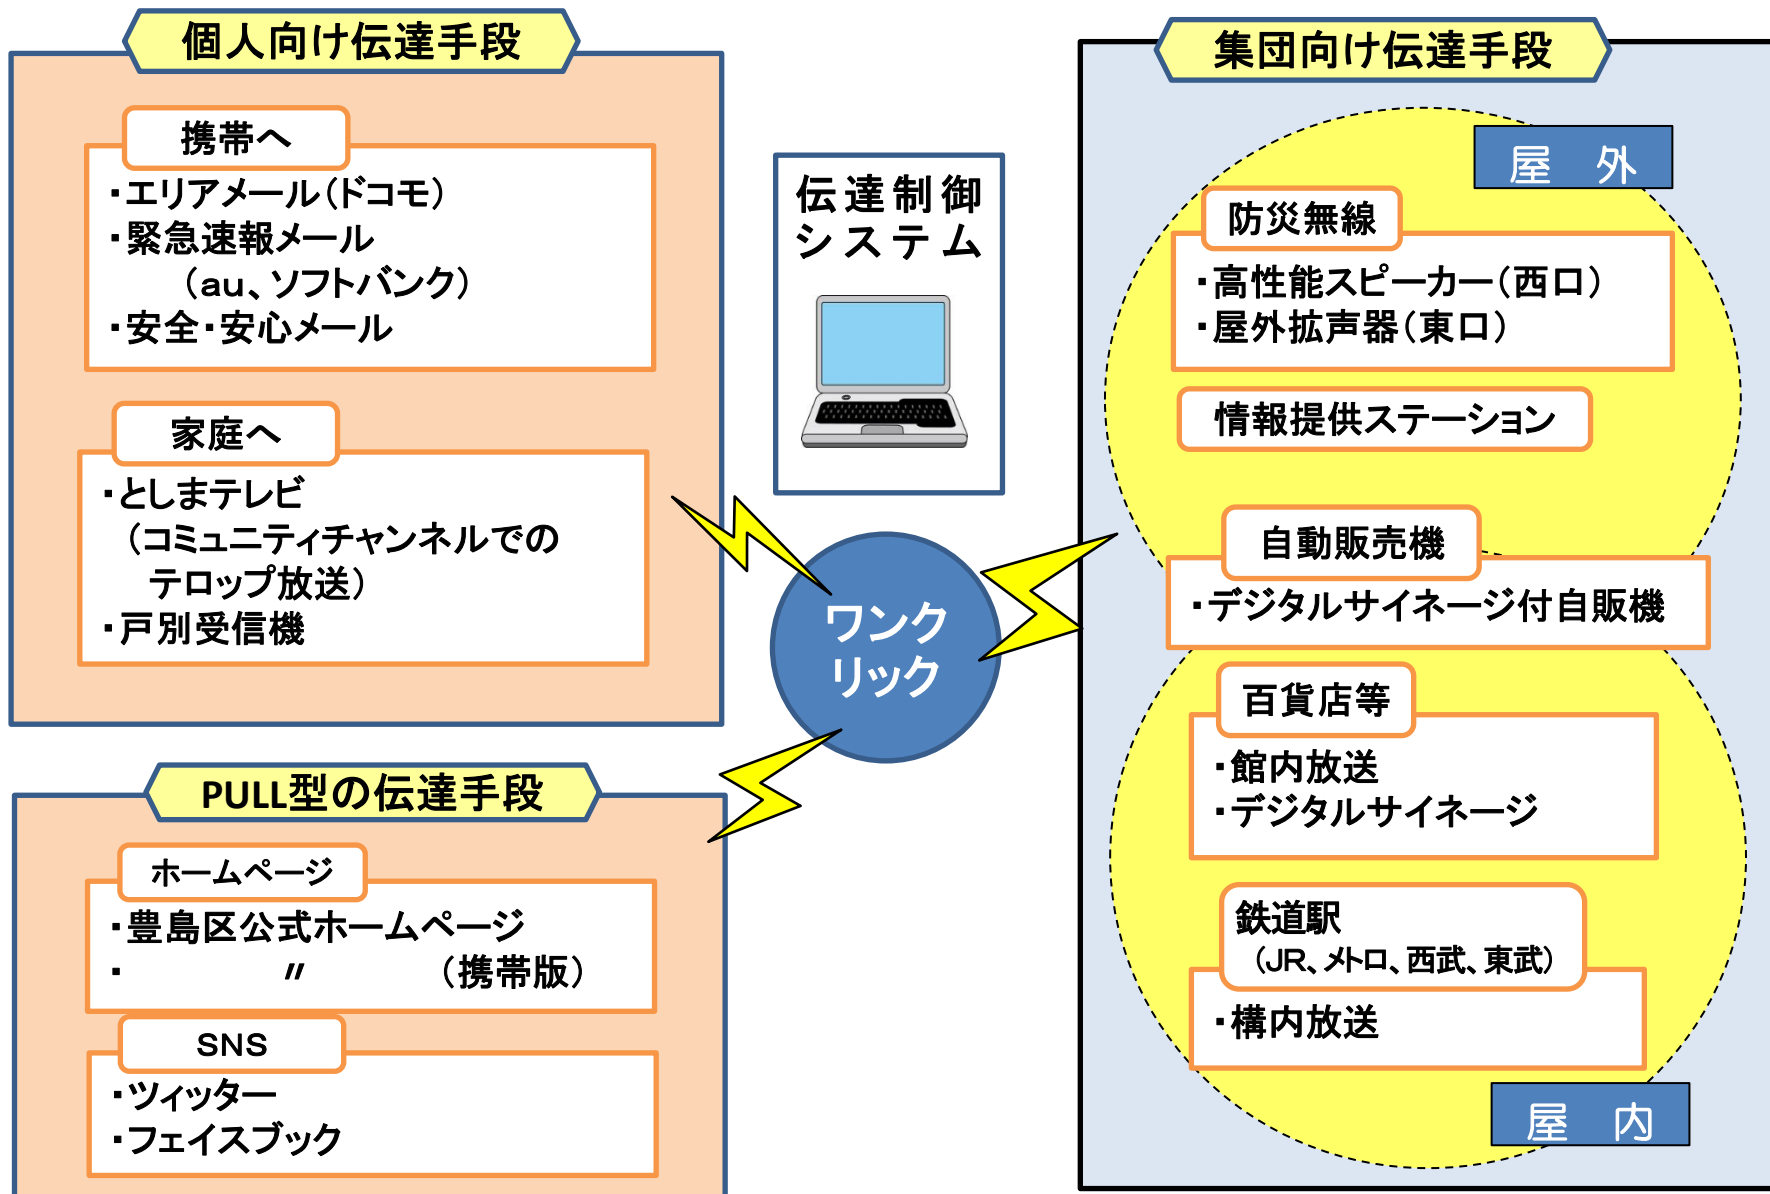 個人向け伝達手段
携帯へ
・エリアメール(ドコモ)
・緊急速報メール
(au、ソフトバンク)
・安全・安心メール
家庭へ
・としまテレビ
(コミュニティチャンネルでの
テロップ放送)
・戸別受信機
PULL型の伝達手段
ホームページ
・豊島区公式ホームページ
・　　　〃　　　(携帯版)
SNS
・ツィッター
・フェイスブック
伝達制御
システム
ワンク
リック
集団向け伝達手段
屋　外
防災無線
・高性能スピーカー(西口)
・屋外拡声器(東口)
情報提供ステーション
自動販売機
・デジタルサイネージ付自販機
百貨店等
・館内放送
・デジタルサイネージ
鉄道駅
(JR、メトロ、西武、東武)
・構内放送
屋　内